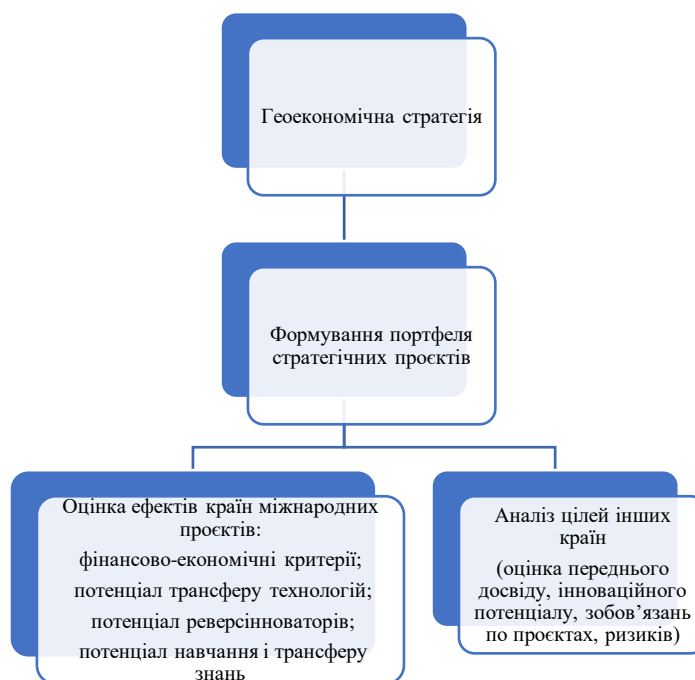 Геоекономічна стратегія
Формування портфеля
стратегічних проєктів
Оцінка ефектів країн міжнародних
проєктів:
фінансово-економічні критерії;
потенціал трансферу технологій;
потенціал реверсінноваторів;
потенціал навчання і трансферу
знань
Аналіз цілей інших
країн
(оцінка переднього
досвіду, інноваційного
потенціалу, зобов’язань
по проєктах, ризиків)